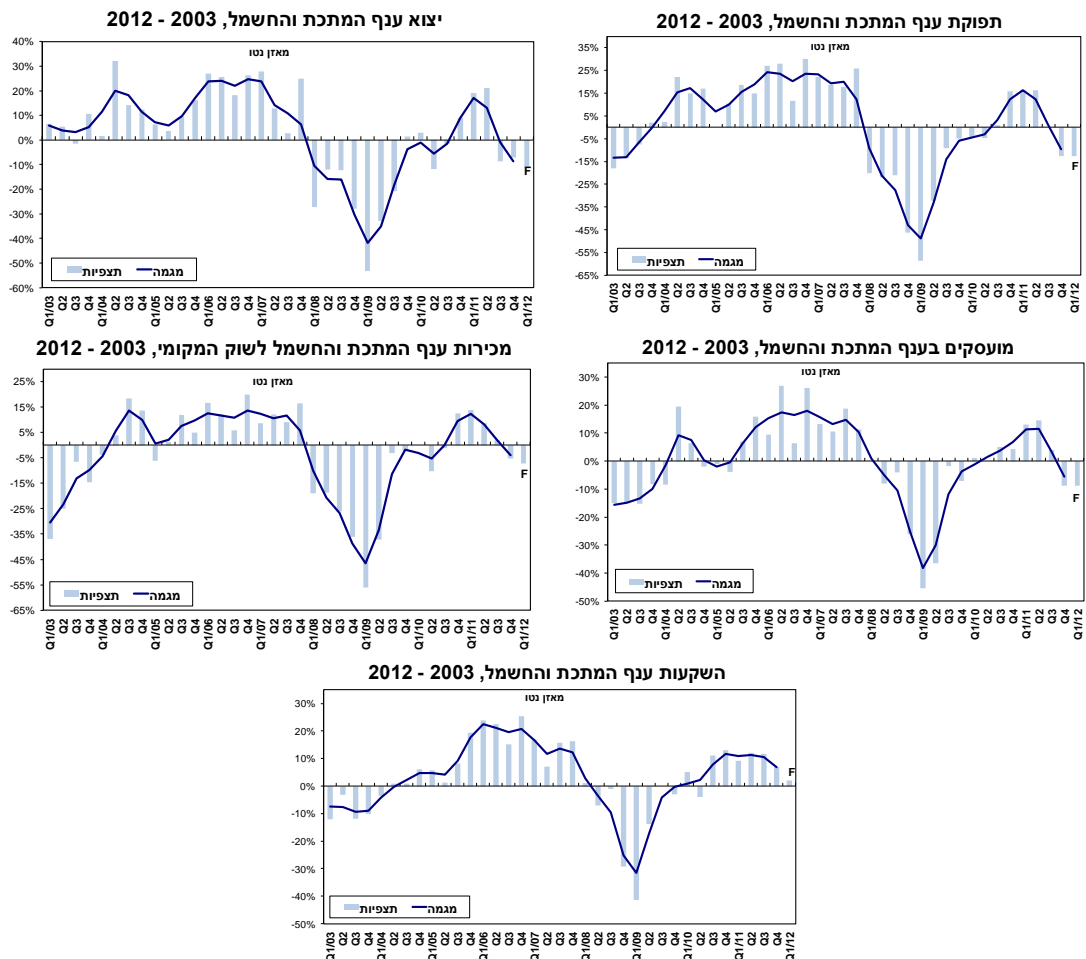 תפוקת ענף המתכת והחשמל, 2003 - 2012
מאזן נטו
35%
25%
15%
5%
-5%
-15%
-25%
-35%
-45%
-55%
-65%
F
תצפיות מגמה
Q1/03 Q2 Q3 Q4 Q1/04 Q2 Q3 Q4 Q1/05 Q2 Q3 Q4 Q1/06 Q2 Q3 Q4 Q1/07 Q2 Q3 Q4 Q1/08 Q2 Q3 Q4 Q1/09 Q2 Q3 Q4 Q1/10 Q2 Q3 Q4 Q1/11 Q2 Q3 Q4 Q1/12
יצוא ענף המתכת והחשמל, 2003 - 2012
מאזן נטו
40%
30%
20%
10%
0%
-10%
-20%
-30%
-40%
-50%
-60%
F
תצפיות מגמה
Q1/03 Q2 Q3 Q4 Q1/04 Q2 Q3 Q4 Q1/05 Q2 Q3 Q4 Q1/06 Q2 Q3 Q4 Q1/07 Q2 Q3 Q4 Q1/08 Q2 Q3 Q4 Q1/09 Q2 Q3 Q4 Q1/10 Q2 Q3 Q4 Q1/11 Q2 Q3 Q4 Q1/12
מועסקים בענף המתכת והחשמל, 2003 - 2012
מאזן נטו
30%
20%
10%
0%
-10%
-20%
-30%
-40%
-50%
F
תצפיות מגמה
Q1/03 Q2 Q3 Q4 Q1/04 Q2 Q3 Q4 Q1/05 Q2 Q3 Q4 Q1/06 Q2 Q3 Q4 Q1/07 Q2 Q3 Q4 Q1/08 Q2 Q3 Q4 Q1/09 Q2 Q3 Q4 Q1/10 Q2 Q3 Q4 Q1/11 Q2 Q3 Q4 Q1/12
מכירות ענף המתכת והחשמל לשוק המקומי, 2003 - 2012
מאזן נטו
25%
15%
5%
-5%
-15%
-25%
-35%
-45%
-55%
-65%
F
תצפיות מגמה
Q1/03 Q2 Q3 Q4 Q1/04 Q2 Q3 Q4 Q1/05 Q2 Q3 Q4 Q1/06 Q2 Q3 Q4 Q1/07 Q2 Q3 Q4 Q1/08 Q2 Q3 Q4 Q1/09 Q2 Q3 Q4 Q1/10 Q2 Q3 Q4 Q1/11 Q2 Q3 Q4 Q1/12
השקעות ענף המתכת והחשמל, 2003 - 2012
מאזן נטו
30%
20%
10%
0%
-10%
-20%
-30%
-40%
-50%
F
תצפיות מגמה
Q1/03 Q2 Q3 Q4 Q1/04 Q2 Q3 Q4 Q1/05 Q2 Q3 Q4 Q1/06 Q2 Q3 Q4 Q1/07 Q2 Q3 Q4 Q1/08 Q2 Q3 Q4 Q1/09 Q2 Q3 Q4 Q1/10 Q2 Q3 Q4 Q1/11 Q2 Q3 Q4 Q1/12